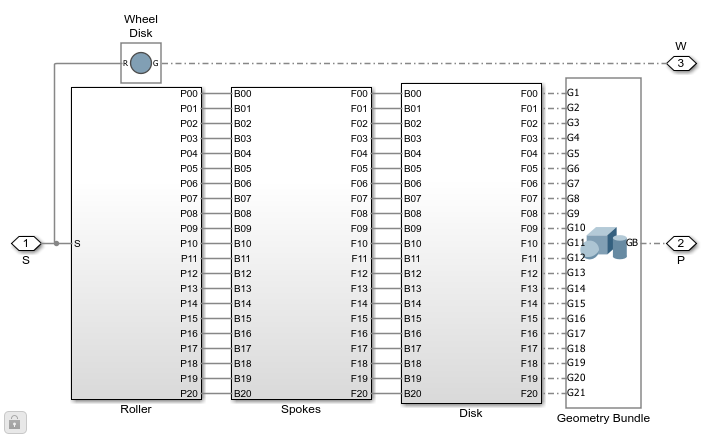 Wheel
Disk
W
R G
3
P00 B00 F00 B00 F00 G1
P01 B01 F01 B01 F01 G2
P02 B02 F02 B02 F02 G3
P03 B03 F03 B03 F03 G4
P04 B04 F04 B04 F04 G5
P05 B05 F05 B05 F05 G6
P06 B06 F06 B06 F06 G7
P07 B07 F07 B07 F07 G8
P08 B08 F08 B08 F08 G9
P09 B09 F09 B09 F09 G10
1 S P10 B10 F10 B10 F10 G11 GB 2
S P11 B11 F11 B11 F11 G12 P
P12 B12 F12 B12 F12 G13
P13 B13 F13 B13 F13 G14
P14 B14 F14 B14 F14 G15
P15 B15 F15 B15 F15 G16
P16 B16 F16 B16 F16 G17
P17 B17 F17 B17 F17 G18
P18 B18 F18 B18 F18 G19
P19 B19 F19 B19 F19 G20
P20 B20 F20 B20 F20 G21
Roller Spokes Disk Geometry Bundle